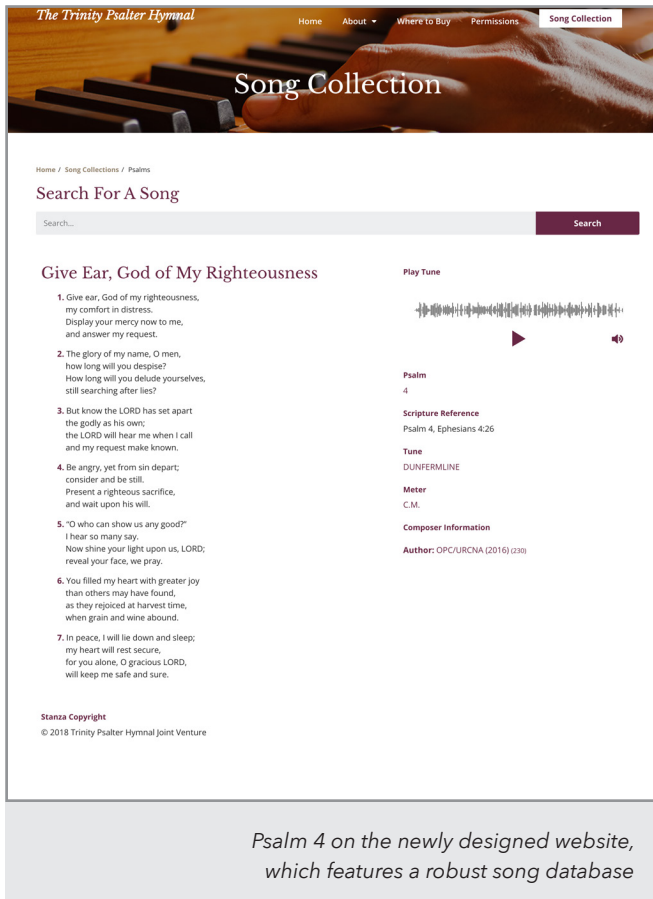 The Trinity Psalter Hymnal
Home About Where to Buy Permissions Song Collection
Song Collection
Home / Song Collections / Psalms
Search For A Song
Search... Search
Give Ear, God of My Righteousness
1. Give ear, God of my righteousness,
my comfort in distress.
Display your mercy now to me,
and answer my request.
2. The glory of my name, O men,
how long will you despise?
How long will you delude yourselves,
still searching after lies?
3. But know the LORD has set apart
the godly as his own;
the LORD will hear me when I call
and my request make known.
4. Be angry, yet from sin depart;
consider and be still.
Present a righteous sacrifice,
and wait upon his will.
5. “O who can show us any good?”
I hear so many say.
Now shine your light upon us, LORD;
reveal your face, we pray.
6. You filled my heart with greater joy
than others may have found,
as they rejoiced at harvest time,
when grain and wine abound.
7. In peace, I will lie down and sleep;
my heart will rest secure,
for you alone, O gracious LORD,
will keep me safe and sure.
Stanza Copyright
© 2018 Trinity Psalter Hymnal Joint Venture
Play Tune
Psalm
4
Scripture Reference
Psalm 4, Ephesians 4:26
Tune
DUNFERMLINE
Meter
C.M.
Composer Information
Author: OPC/URCNA (2016) (230)
Psalm 4 on the newly designed website,
which features a robust song database